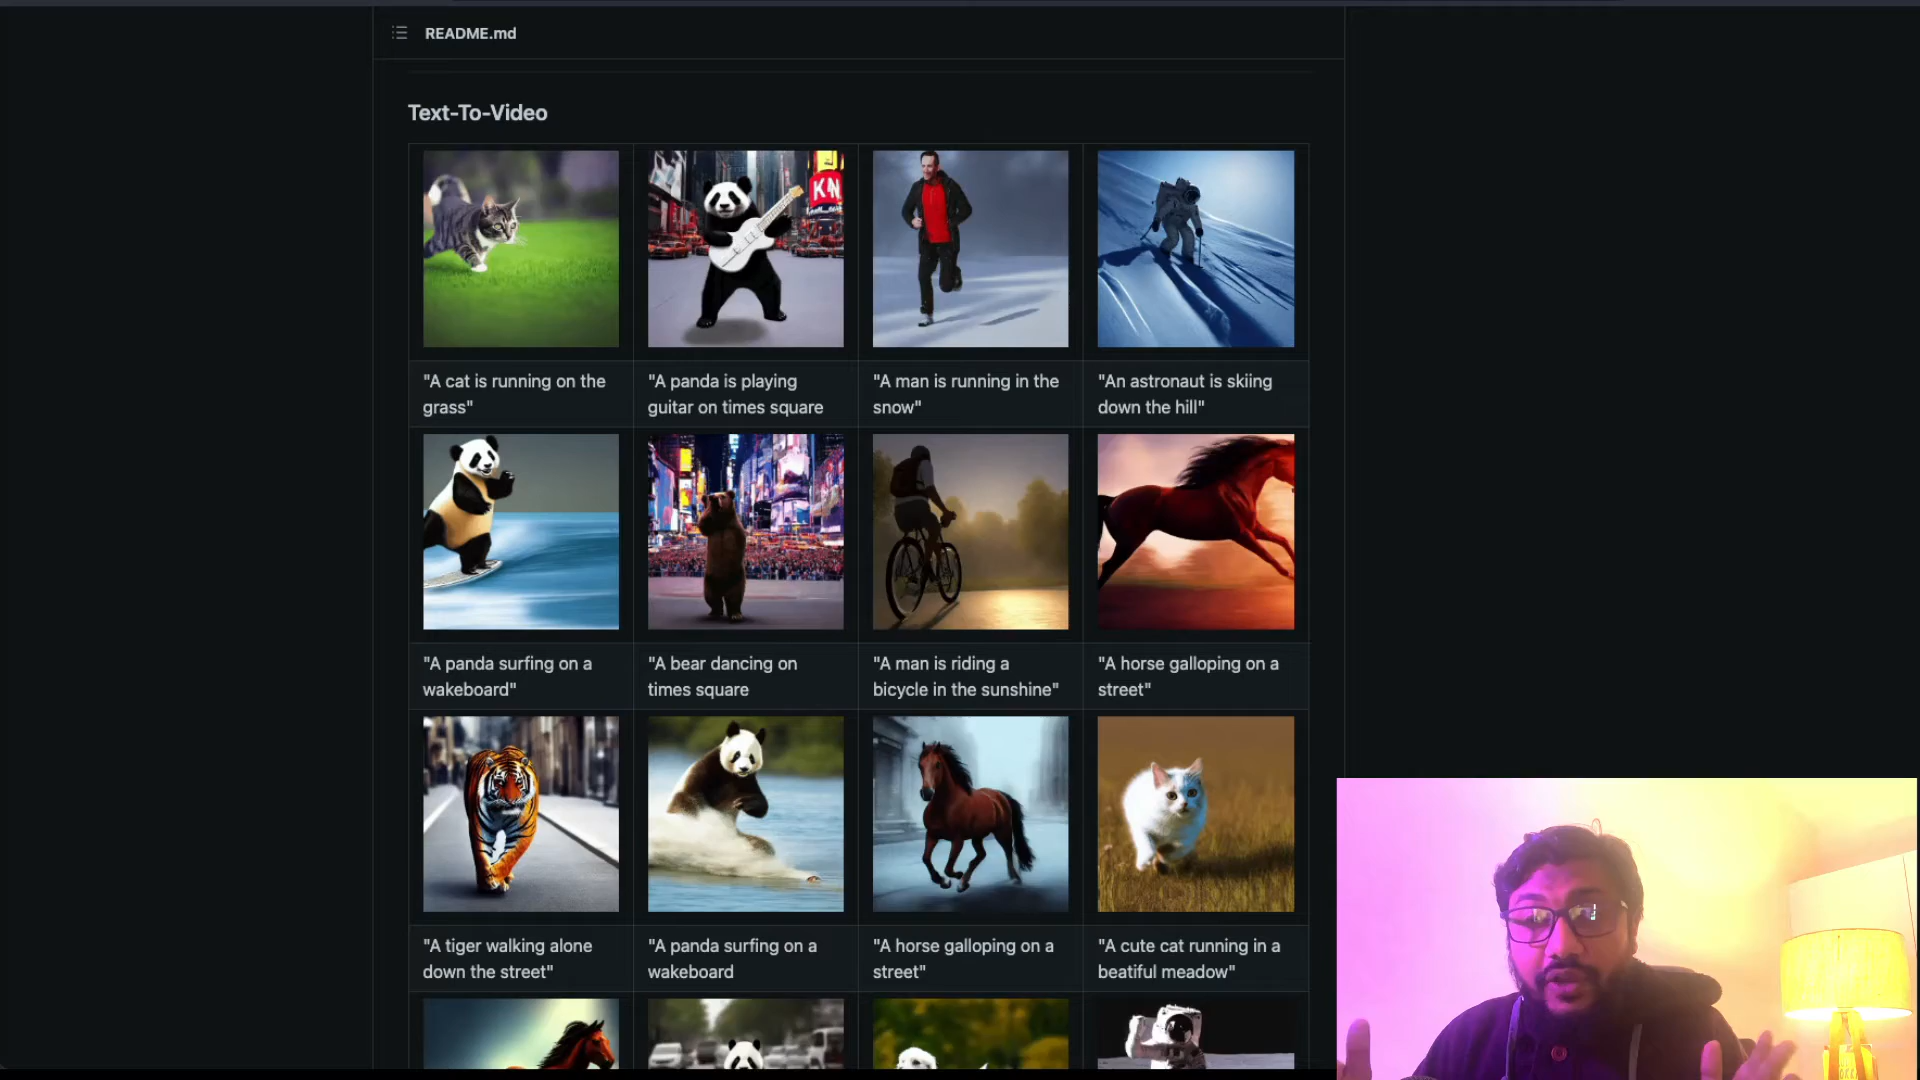 README.md
Text-To-Video
KN
"A cat is running on the
grass"
"A panda is playing
guitar on times square
"A man is running in the
snow"
"An astronaut is skiing
down the hill"
"A panda surfing on a
wakeboard"
"A bear dancing on
times square
"A man is riding a
bicycle in the sunshine"
"A horse galloping on a
street"
"A tiger walking alone
down the street"
"A panda surfing on a
wakeboard
"A horse galloping on a
street"
"A cute cat running in a
beatiful meadow"